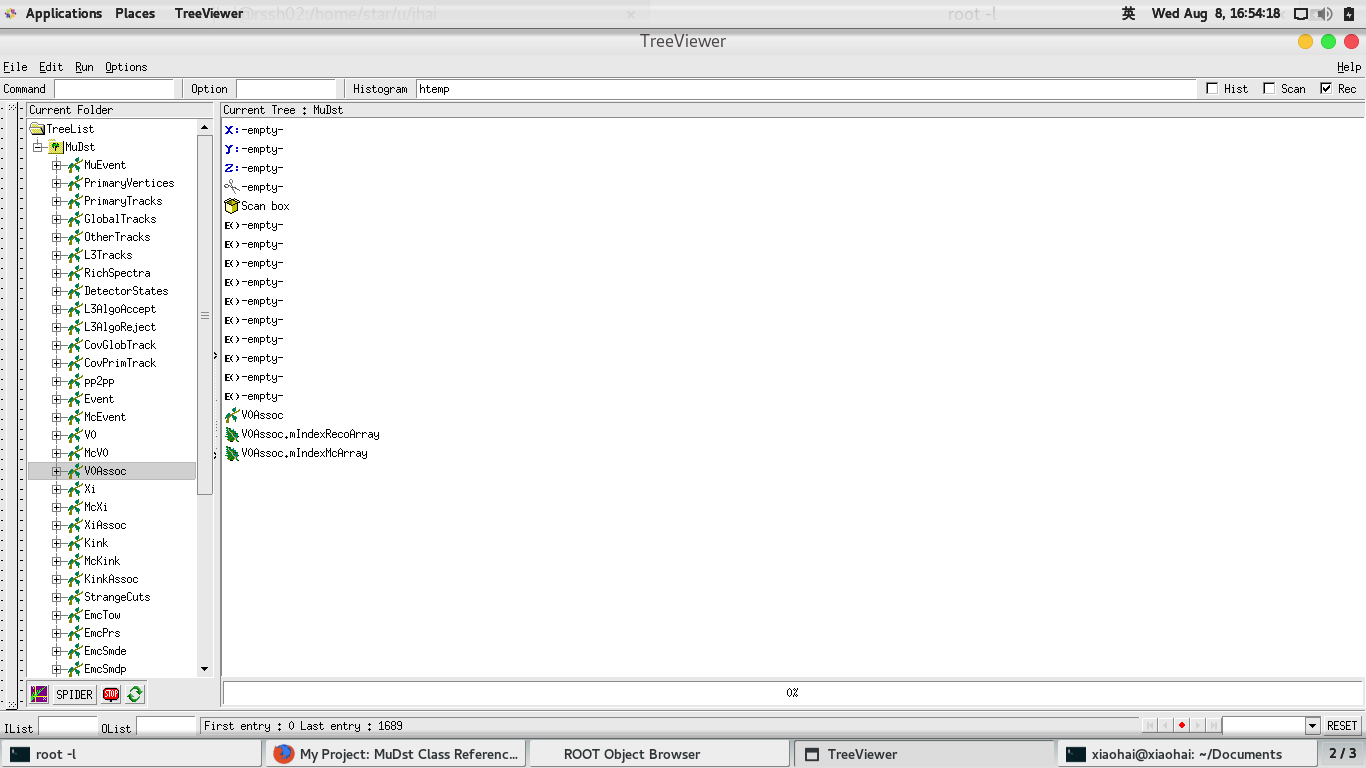 Applications Places TreeViewer @rssh02:/home/star/u/jhai root -l 英 Wed Aug 8, 16:54:18
TreeViewer
File Edit Run Options Help
Command Option Histogram htemp Hist Scan Rec
Current Folder
TreeList
MuDst
MuEvent
PrimaryVertices
PrimaryTracks
GlobalTracks
OtherTracks
L3Tracks
RichSpectra
DetectorStates
L3AlgoAccept
L3AlgoReject
CovGlobTrack
CovPrimTrack
pp2pp
Event
McEvent
V0
McV0
V0Assoc
Xi
McXi
XiAssoc
Kink
McKink
KinkAssoc
StrangeCuts
EmcTow
EmcPrs
EmcSmde
EmcSmdp
Current Tree : MuDst
X:-empty-
Y:-empty-
Z:-empty-
-empty-
Scan box
E()-empty-
E()-empty-
E()-empty-
E()-empty-
E()-empty-
E()-empty-
E()-empty-
E()-empty-
E()-empty-
E()-empty-
V0Assoc
V0Assoc.mIndexRecoArray
V0Assoc.mIndexMcArray
SPIDER STOP
0%
IList OList First entry : 0 Last entry : 1689 RESET
root -l My Project: MuDst Class Referenc... ROOT Object Browser TreeViewer xiaohai@xiaohai: ~/Documents 2 / 3